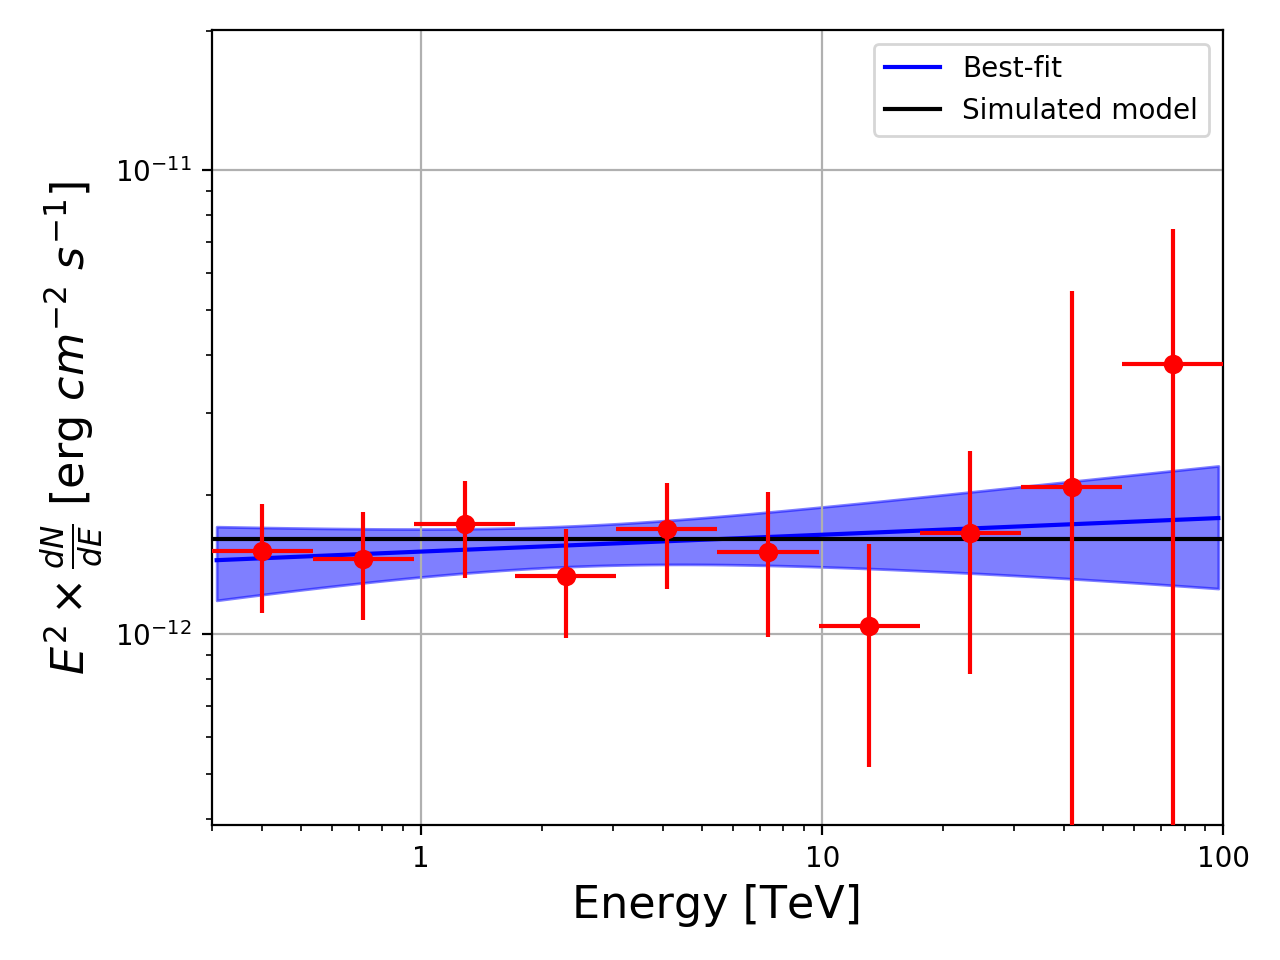 Best-fit
Simulated model
10⁻¹¹
10⁻¹²
E² × dN/dE [erg cm⁻² s⁻¹]
1 10 100
Energy [TeV]